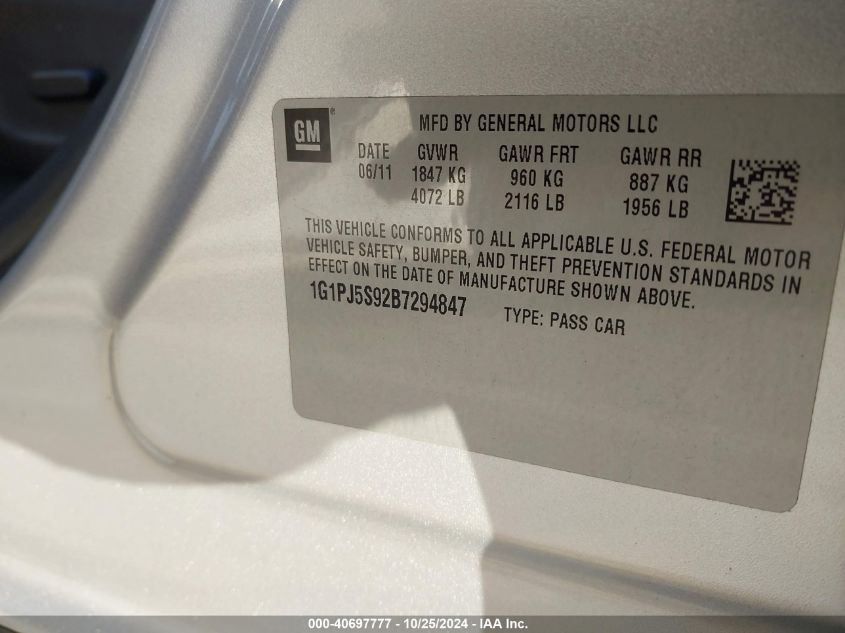 GM®
MFD BY GENERAL MOTORS LLC
DATE GVWR GAWR FRT GAWR RR
06/11 1847 KG 960 KG 887 KG
4072 LB 2116 LB 1956 LB
THIS VEHICLE CONFORMS TO ALL APPLICABLE U.S. FEDERAL MOTOR
VEHICLE SAFETY, BUMPER, AND THEFT PREVENTION STANDARDS IN
EFFECT ON THE DATE OF MANUFACTURE SHOWN ABOVE.
1G1PJ5S92B7294847 TYPE: PASS CAR
000-40697777 - 10/25/2024 - IAA Inc.